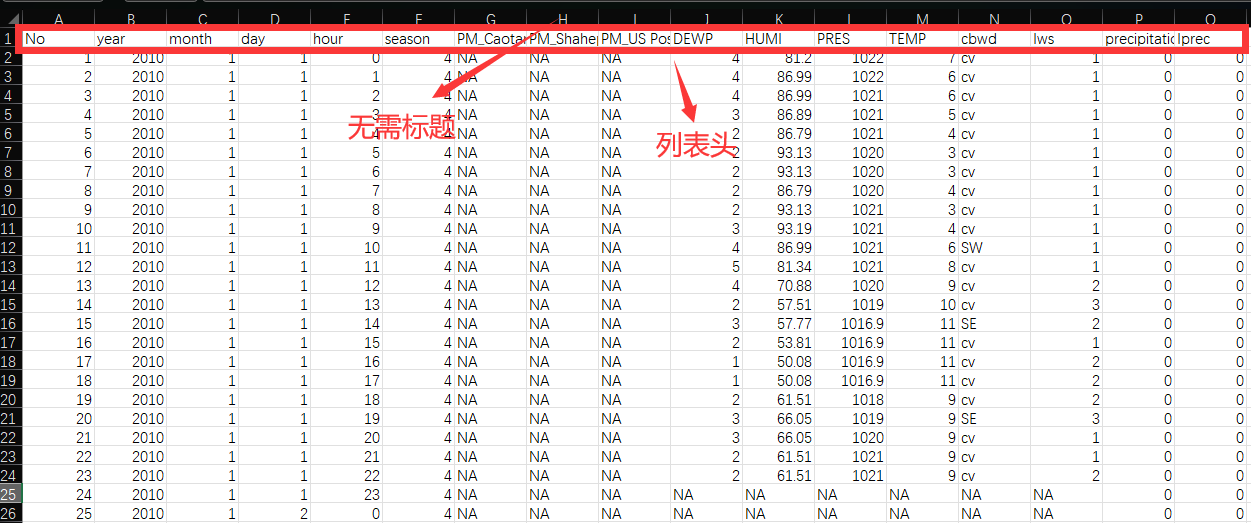 A B C D E F G H I J K L M N O P Q
1 No year month day hour season PM_Caotan PM_Shahep PM_US Pos DEWP HUMI PRES TEMP cbwd Iws precipitatio Iprec
2 1 2010 1 1 0 4 NA NA NA 4 81.2 1022 7 cv 1 0 0
3 2 2010 1 1 1 4 NA NA NA 4 86.99 1022 6 cv 1 0 0
4 3 2010 1 1 2 4 NA NA NA 4 86.99 1021 6 cv 1 0 0
5 4 2010 1 1 3 4 NA NA NA 3 86.89 1021 5 cv 1 0 0
无需标题
列表头
6 5 2010 1 1 4 4 NA NA NA 2 86.79 1021 4 cv 1 0 0
7 6 2010 1 1 5 4 NA NA NA 2 93.13 1020 3 cv 1 0 0
8 7 2010 1 1 6 4 NA NA NA 2 93.13 1020 3 cv 1 0 0
9 8 2010 1 1 7 4 NA NA NA 2 86.79 1020 4 cv 1 0 0
10 9 2010 1 1 8 4 NA NA NA 2 93.13 1021 3 cv 1 0 0
11 10 2010 1 1 9 4 NA NA NA 3 93.19 1021 4 cv 1 0 0
12 11 2010 1 1 10 4 NA NA NA 4 86.99 1021 6 SW 1 0 0
13 12 2010 1 1 11 4 NA NA NA 5 81.34 1021 8 cv 1 0 0
14 13 2010 1 1 12 4 NA NA NA 4 70.88 1020 9 cv 2 0 0
15 14 2010 1 1 13 4 NA NA NA 2 57.51 1019 10 cv 3 0 0
16 15 2010 1 1 14 4 NA NA NA 3 57.77 1016.9 11 SE 2 0 0
17 16 2010 1 1 15 4 NA NA NA 2 53.81 1016.9 11 cv 1 0 0
18 17 2010 1 1 16 4 NA NA NA 1 50.08 1016.9 11 cv 2 0 0
19 18 2010 1 1 17 4 NA NA NA 1 50.08 1016.9 11 cv 2 0 0
20 19 2010 1 1 18 4 NA NA NA 2 61.51 1018 9 cv 2 0 0
21 20 2010 1 1 19 4 NA NA NA 3 66.05 1019 9 SE 3 0 0
22 21 2010 1 1 20 4 NA NA NA 3 66.05 1020 9 cv 1 0 0
23 22 2010 1 1 21 4 NA NA NA 2 61.51 1021 9 cv 1 0 0
24 23 2010 1 1 22 4 NA NA NA 2 61.51 1021 9 cv 2 0 0
25 24 2010 1 1 23 4 NA NA NA NA NA NA NA NA NA 0 0
26 25 2010 1 2 0 4 NA NA NA NA NA NA NA NA NA 0 0